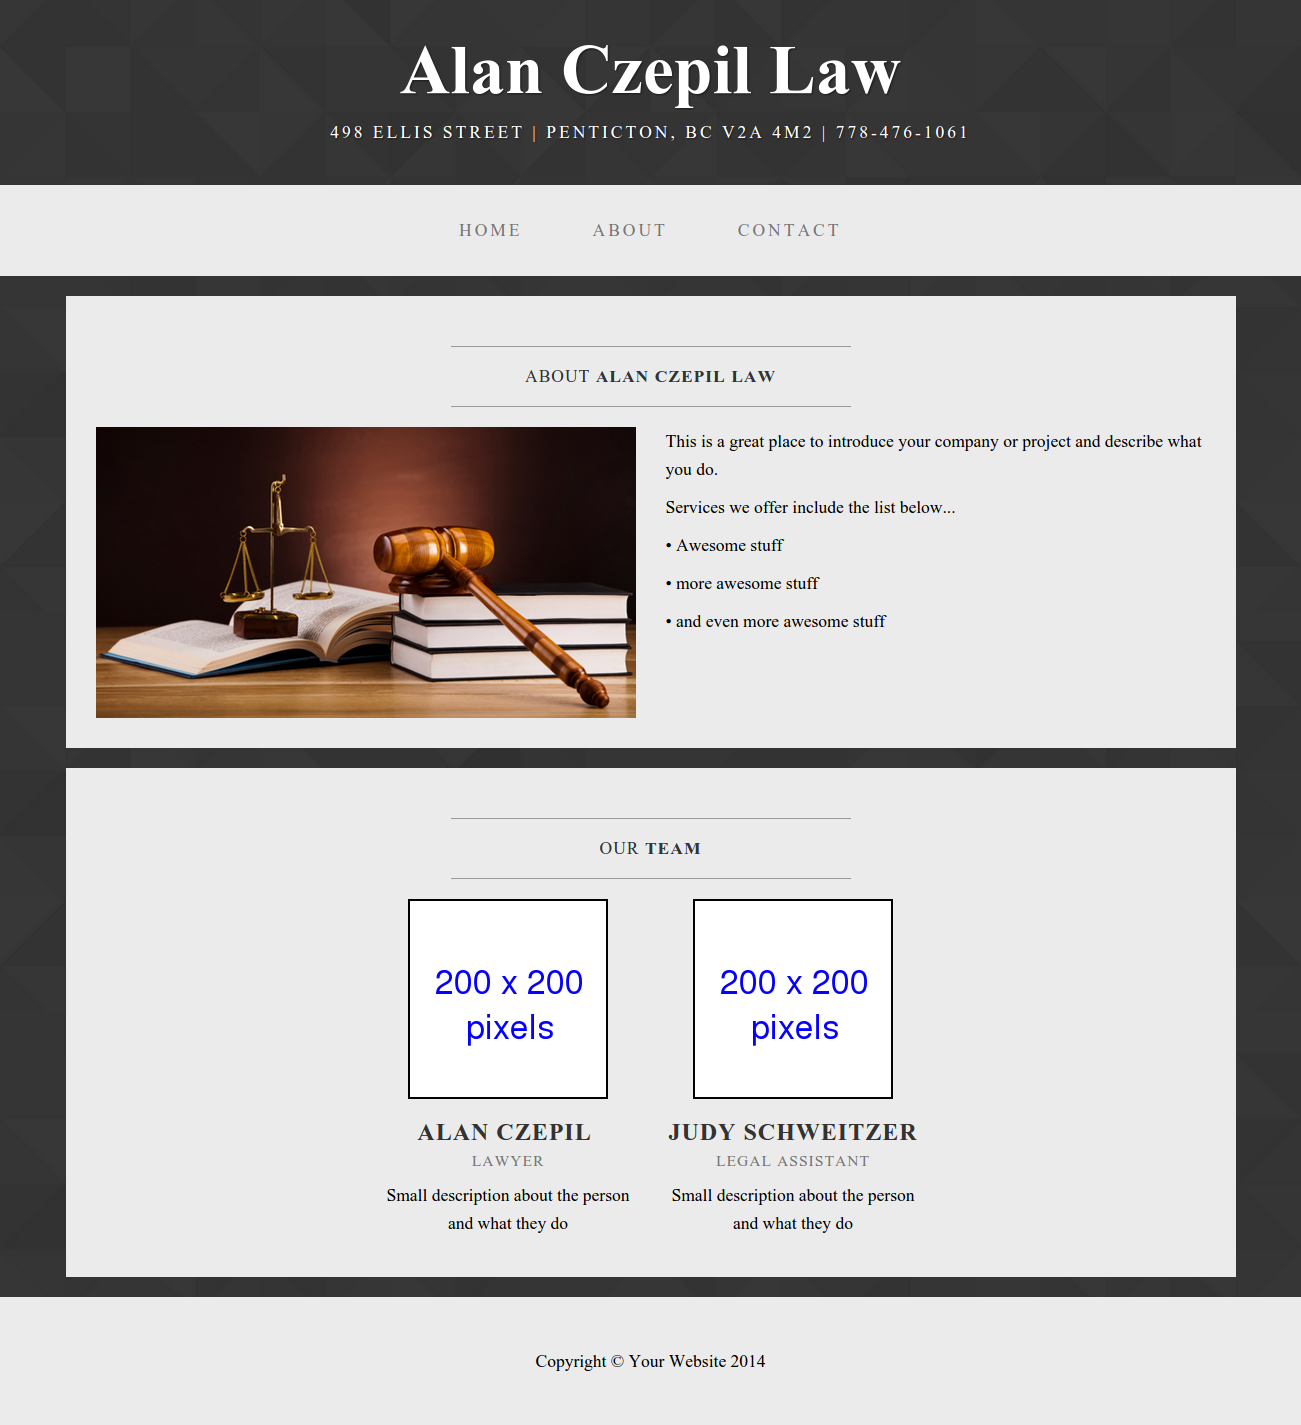 Alan Czepil Law
498 ELLIS STREET | PENTICTON, BC V2A 4M2 | 778-476-1061
HOME ABOUT CONTACT
ABOUT ALAN CZEPIL LAW
This is a great place to introduce your company or project and describe what
you do.
Services we offer include the list below...
• Awesome stuff
• more awesome stuff
• and even more awesome stuff
OUR TEAM
200 x 200
pixels
ALAN CZEPIL
LAWYER
Small description about the person
and what they do
200 x 200
pixels
JUDY SCHWEITZER
LEGAL ASSISTANT
Small description about the person
and what they do
Copyright © Your Website 2014